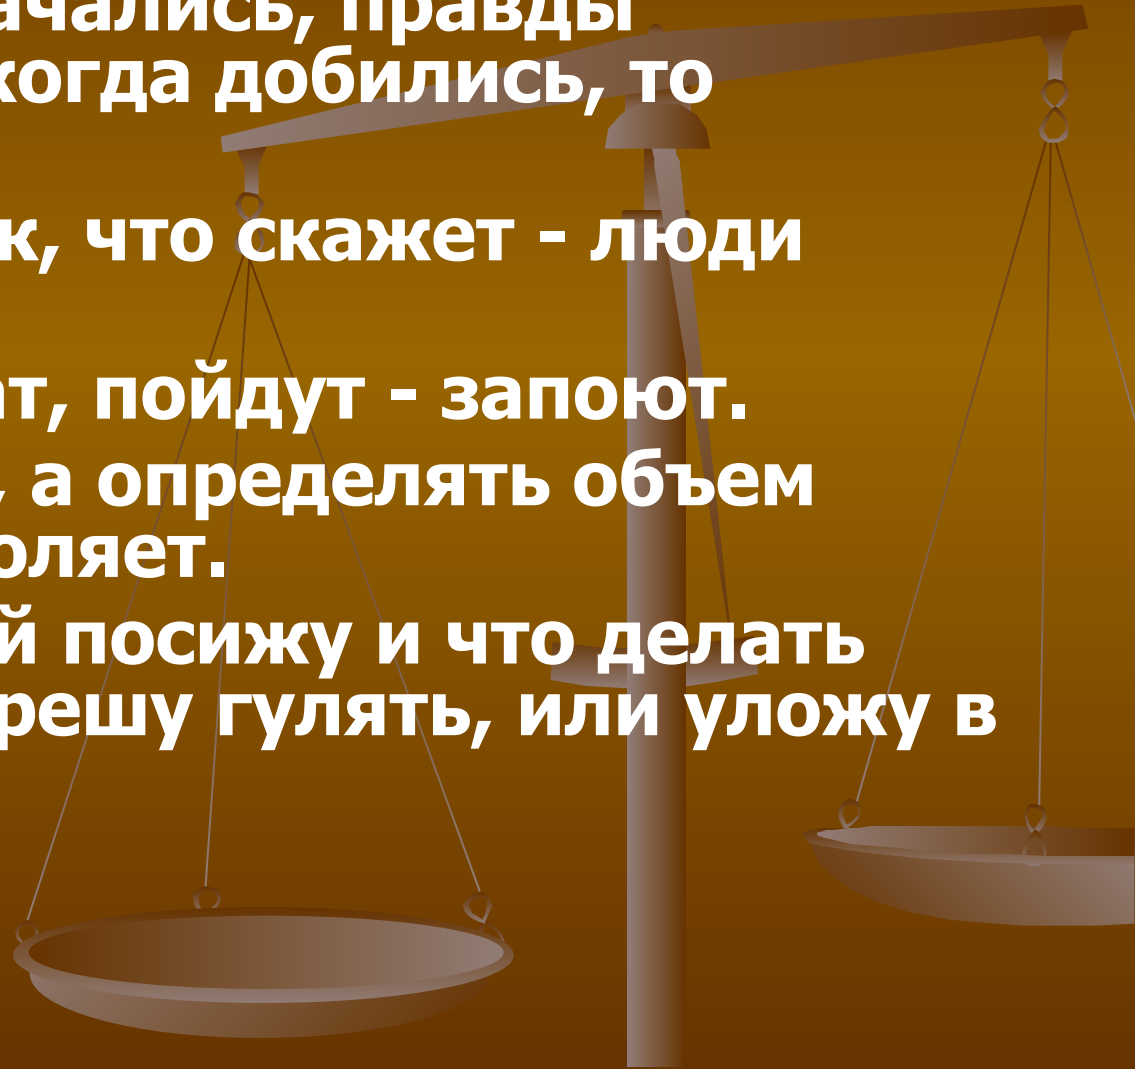 ачались, правды
когда добились, то
к, что скажет - люди
ат, пойдут - запоют.
, а определять объем
оляет.
й посижу и что делать
решу гулять, или уложу в